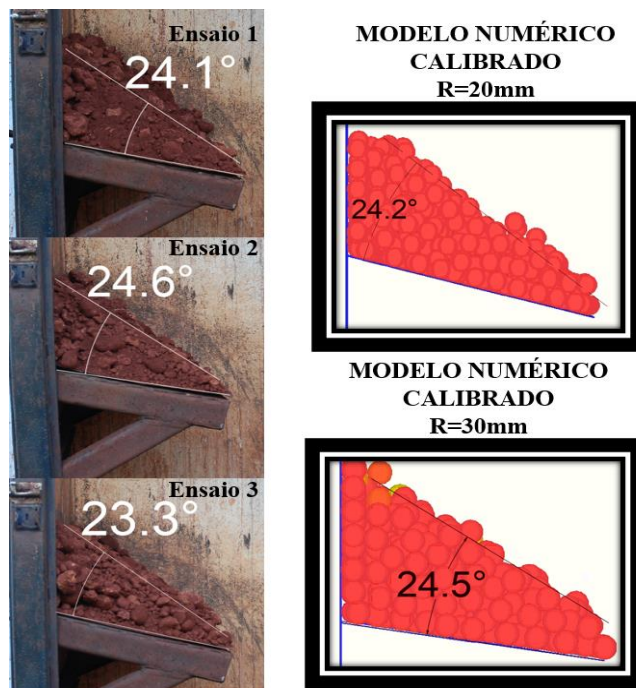 Ensaio 1
24.1°
Ensaio 2
24.6°
Ensaio 3
23.3°
MODELO NUMÉRICO
CALIBRADO
R=20mm
24.2°
MODELO NUMÉRICO
CALIBRADO
R=30mm
24.5°